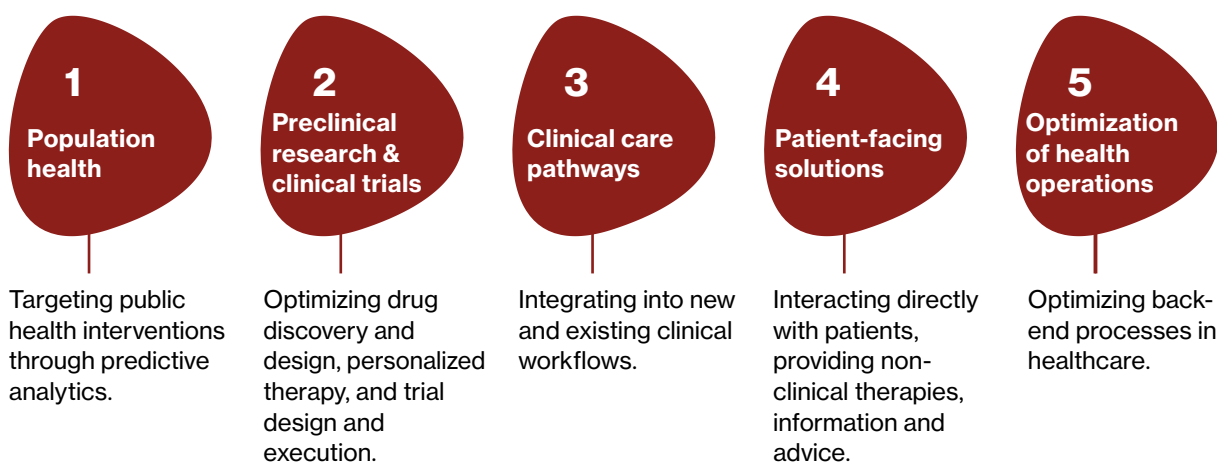 1
Population
health
Targeting public
health interventions
through predictive
analytics.
2
Preclinical
research &
clinical trials
Optimizing drug
discovery and
design, personalized
therapy, and trial
design and
execution.
3
Clinical care
pathways
Integrating into new
and existing clinical
workflows.
4
Patient-facing
solutions
Interacting directly
with patients,
providing non-
clinical therapies,
information and
advice.
5
Optimization
of health
operations
Optimizing back-
end processes in
healthcare.